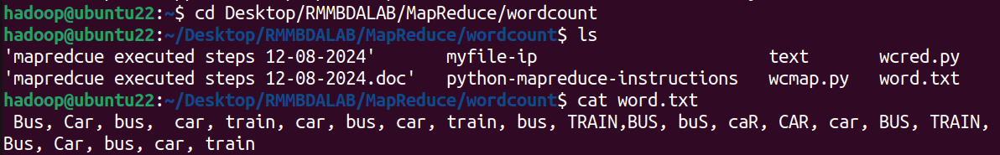 hadoop@ubuntu22:~$ cd Desktop/RMMBDALAB/MapReduce/wordcount
hadoop@ubuntu22:~/Desktop/RMMBDALAB/MapReduce/wordcount$ ls
'mapredcue executed steps 12-08-2024'      myfile-ip                      text       wcred.py
'mapredcue executed steps 12-08-2024.doc'   python-mapreduce-instructions   wcmap.py   word.txt
hadoop@ubuntu22:~/Desktop/RMMBDALAB/MapReduce/wordcount$ cat word.txt
 Bus, Car, bus,  car, train, car, bus, car, train, bus, TRAIN,BUS, buS, caR, CAR, car, BUS, TRAIN,
Bus, Car, bus, car, train